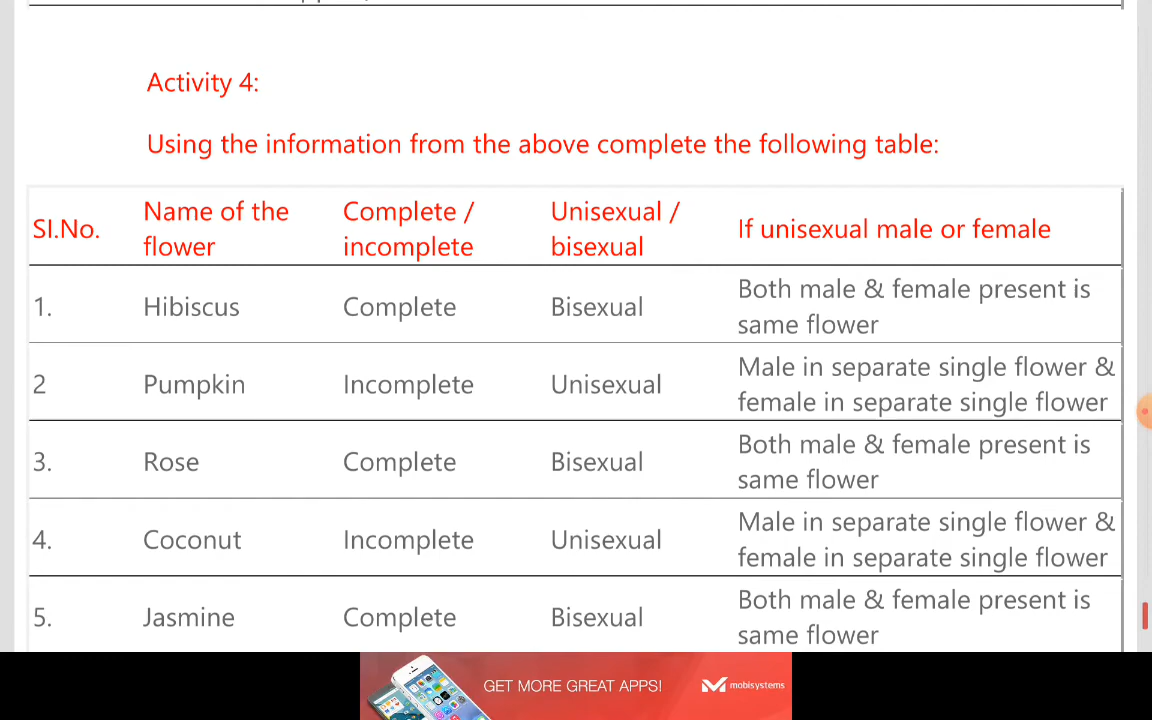 Activity 4:
Using the information from the above complete the following table:
SI.No.
Name of the
flower
Complete /
incomplete
Unisexual /
bisexual
If unisexual male or female
1.
Hibiscus
Complete
Bisexual
Both male & female present is
same flower
2
Pumpkin
Incomplete
Unisexual
Male in separate single flower &
female in separate single flower
3.
Rose
Complete
Bisexual
Both male & female present is
same flower
4.
Coconut
Incomplete
Unisexual
Male in separate single flower &
female in separate single flower
5.
Jasmine
Complete
Bisexual
Both male & female present is
same flower
GET MORE GREAT APPS!
mobisystems